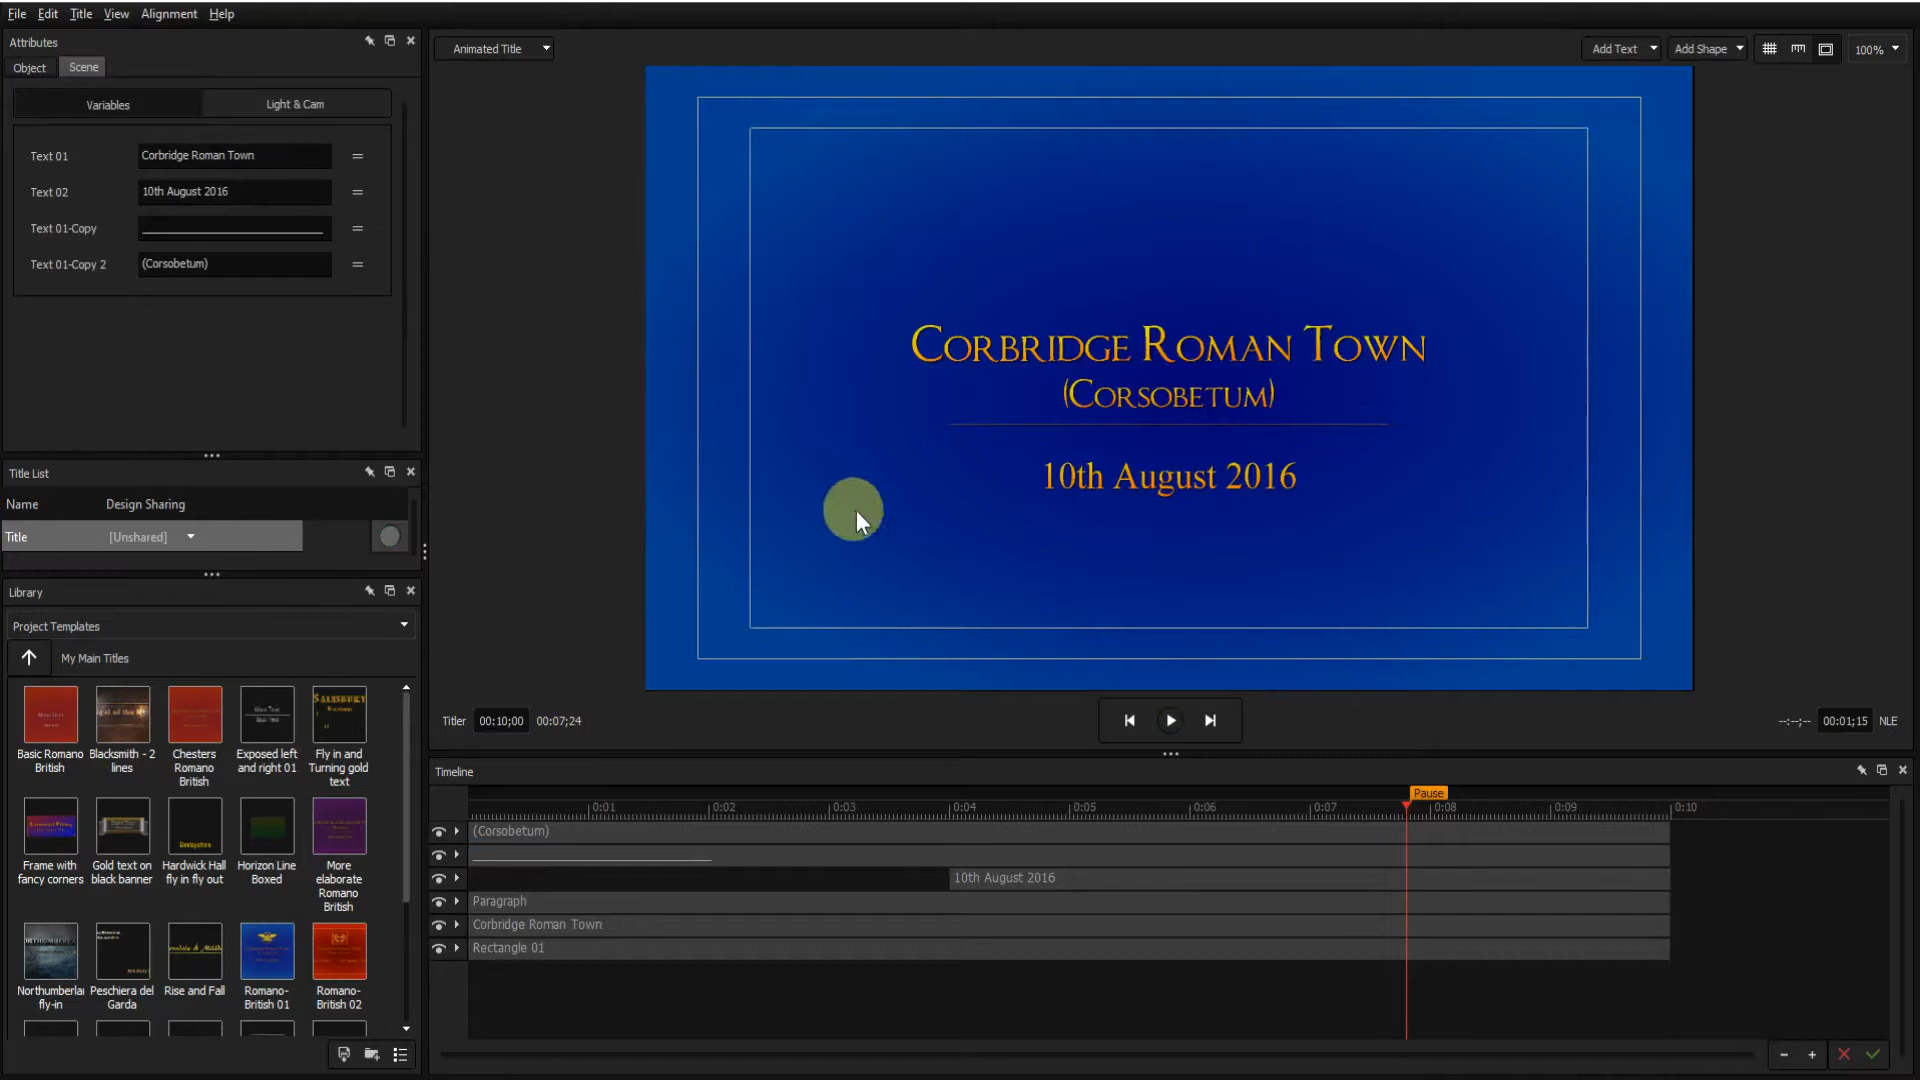 File Edit Title View Alignment Help
Attributes
Object Scene
Variables Light & Cam
Text 01 Corbridge Roman Town =
Text 02 10th August 2016 =
Text 01-Copy =
Text 01-Copy 2 (Corsobetum) =
Title List
Name Design Sharing
Title [Unshared]
Library
Project Templates
My Main Titles
Basic Romano British
Blacksmith - 2 lines
Chesters Romano British
Exposed left and right 01
Fly in and Turning gold text
Frame with fancy corners
Gold text on black banner
Hardwick Hall fly in fly out
Horizon Line Boxed
More elaborate Romano British
Northumberlar fly-in
Peschiera del Garda
Rise and Fall
Romano-British 01
Romano-British 02
Animated Title Add Text Add Shape 100%
CORBRIDGE ROMAN TOWN
(CORSOBETUM)
10th August 2016
Titler 00:10;00 00:07;24 --:--;-- 00:01;15 NLE
Timeline
Pause
0:01 0:02 0:03 0:04 0:05 0:06 0:07 0:08 0:09 0:10
(Corsobetum)
10th August 2016
Paragraph
Corbridge Roman Town
Rectangle 01